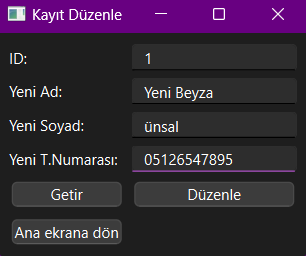 Kayıt Düzenle
ID: 1
Yeni Ad: Yeni Beyza
Yeni Soyad: ünsal
Yeni T.Numarası: 05126547895
Getir Düzenle
Ana ekrana dön